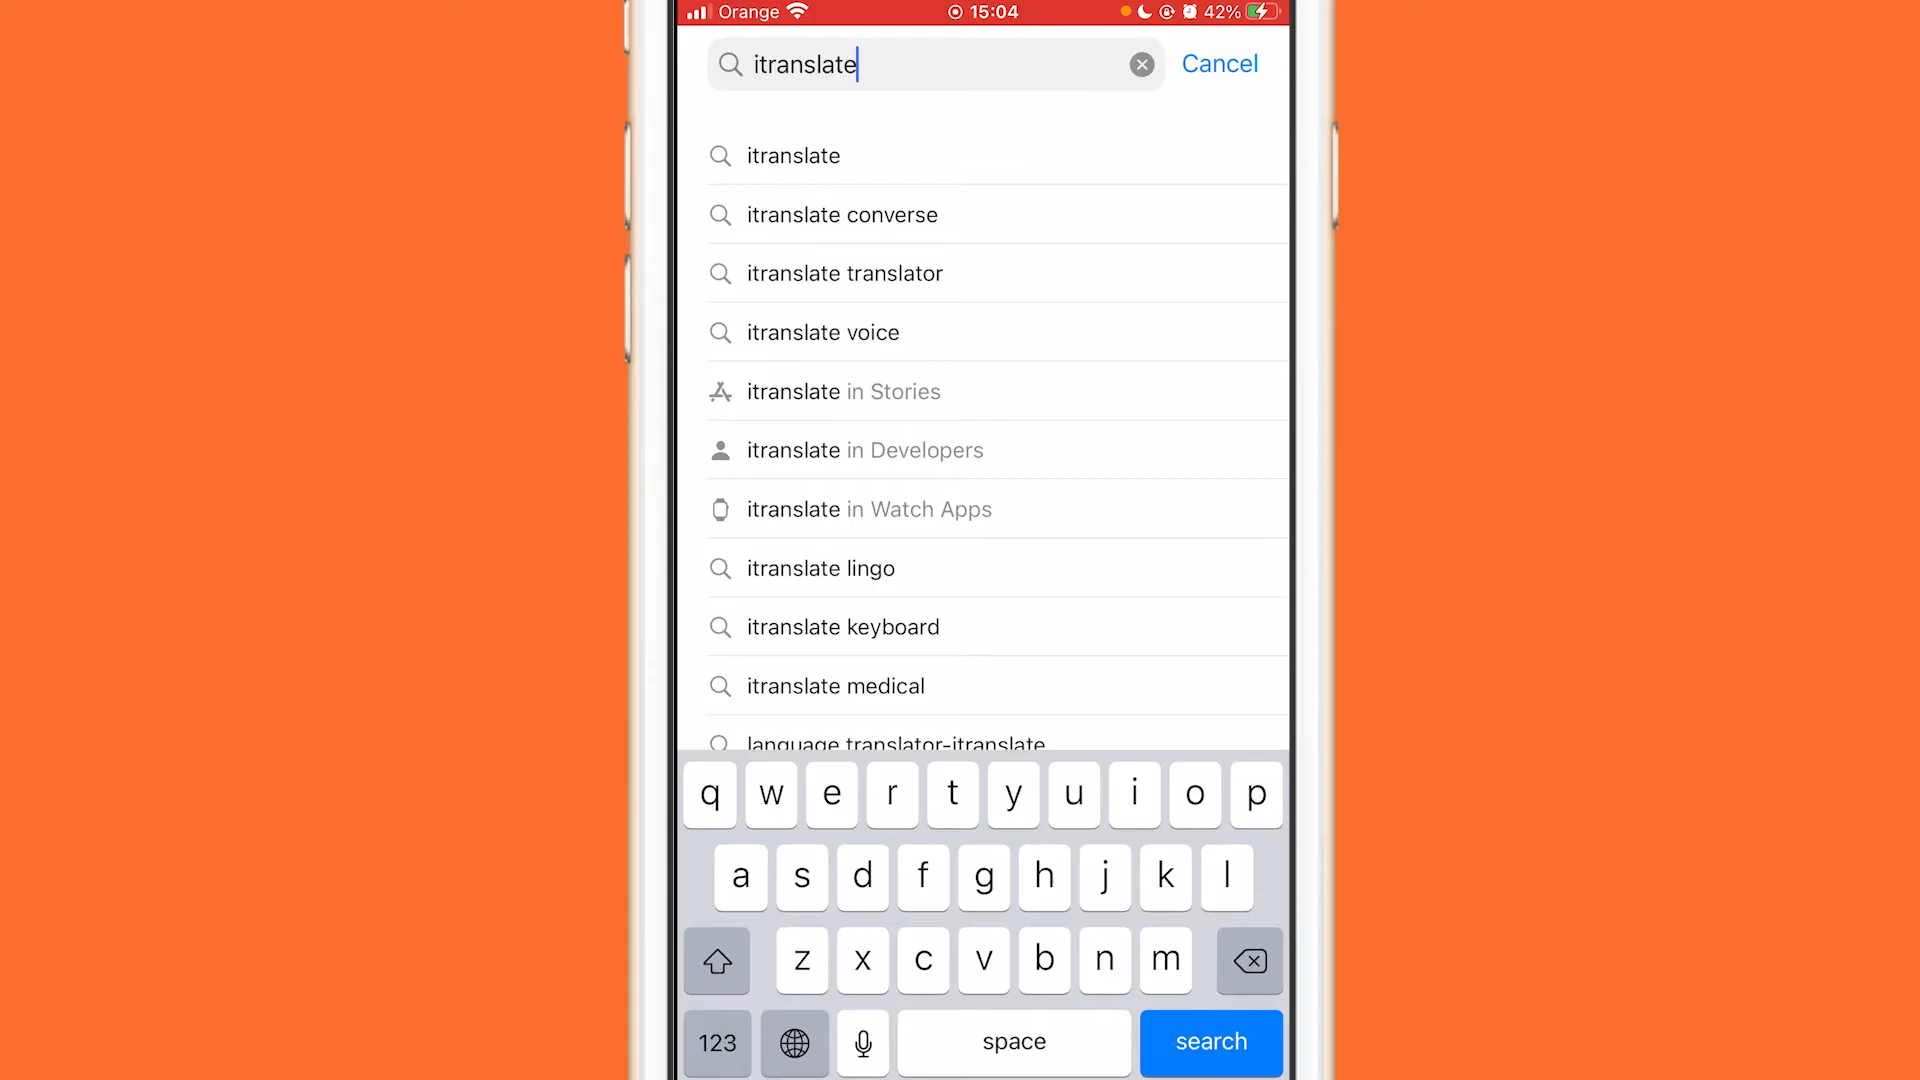 Orange 15:04 42%
itranslate Cancel
itranslate
itranslate converse
itranslate translator
itranslate voice
itranslate in Stories
itranslate in Developers
itranslate in Watch Apps
itranslate lingo
itranslate keyboard
itranslate medical
language translator-itranslate
q w e r t y u i o p
a s d f g h j k l
z x c v b n m
123 space search